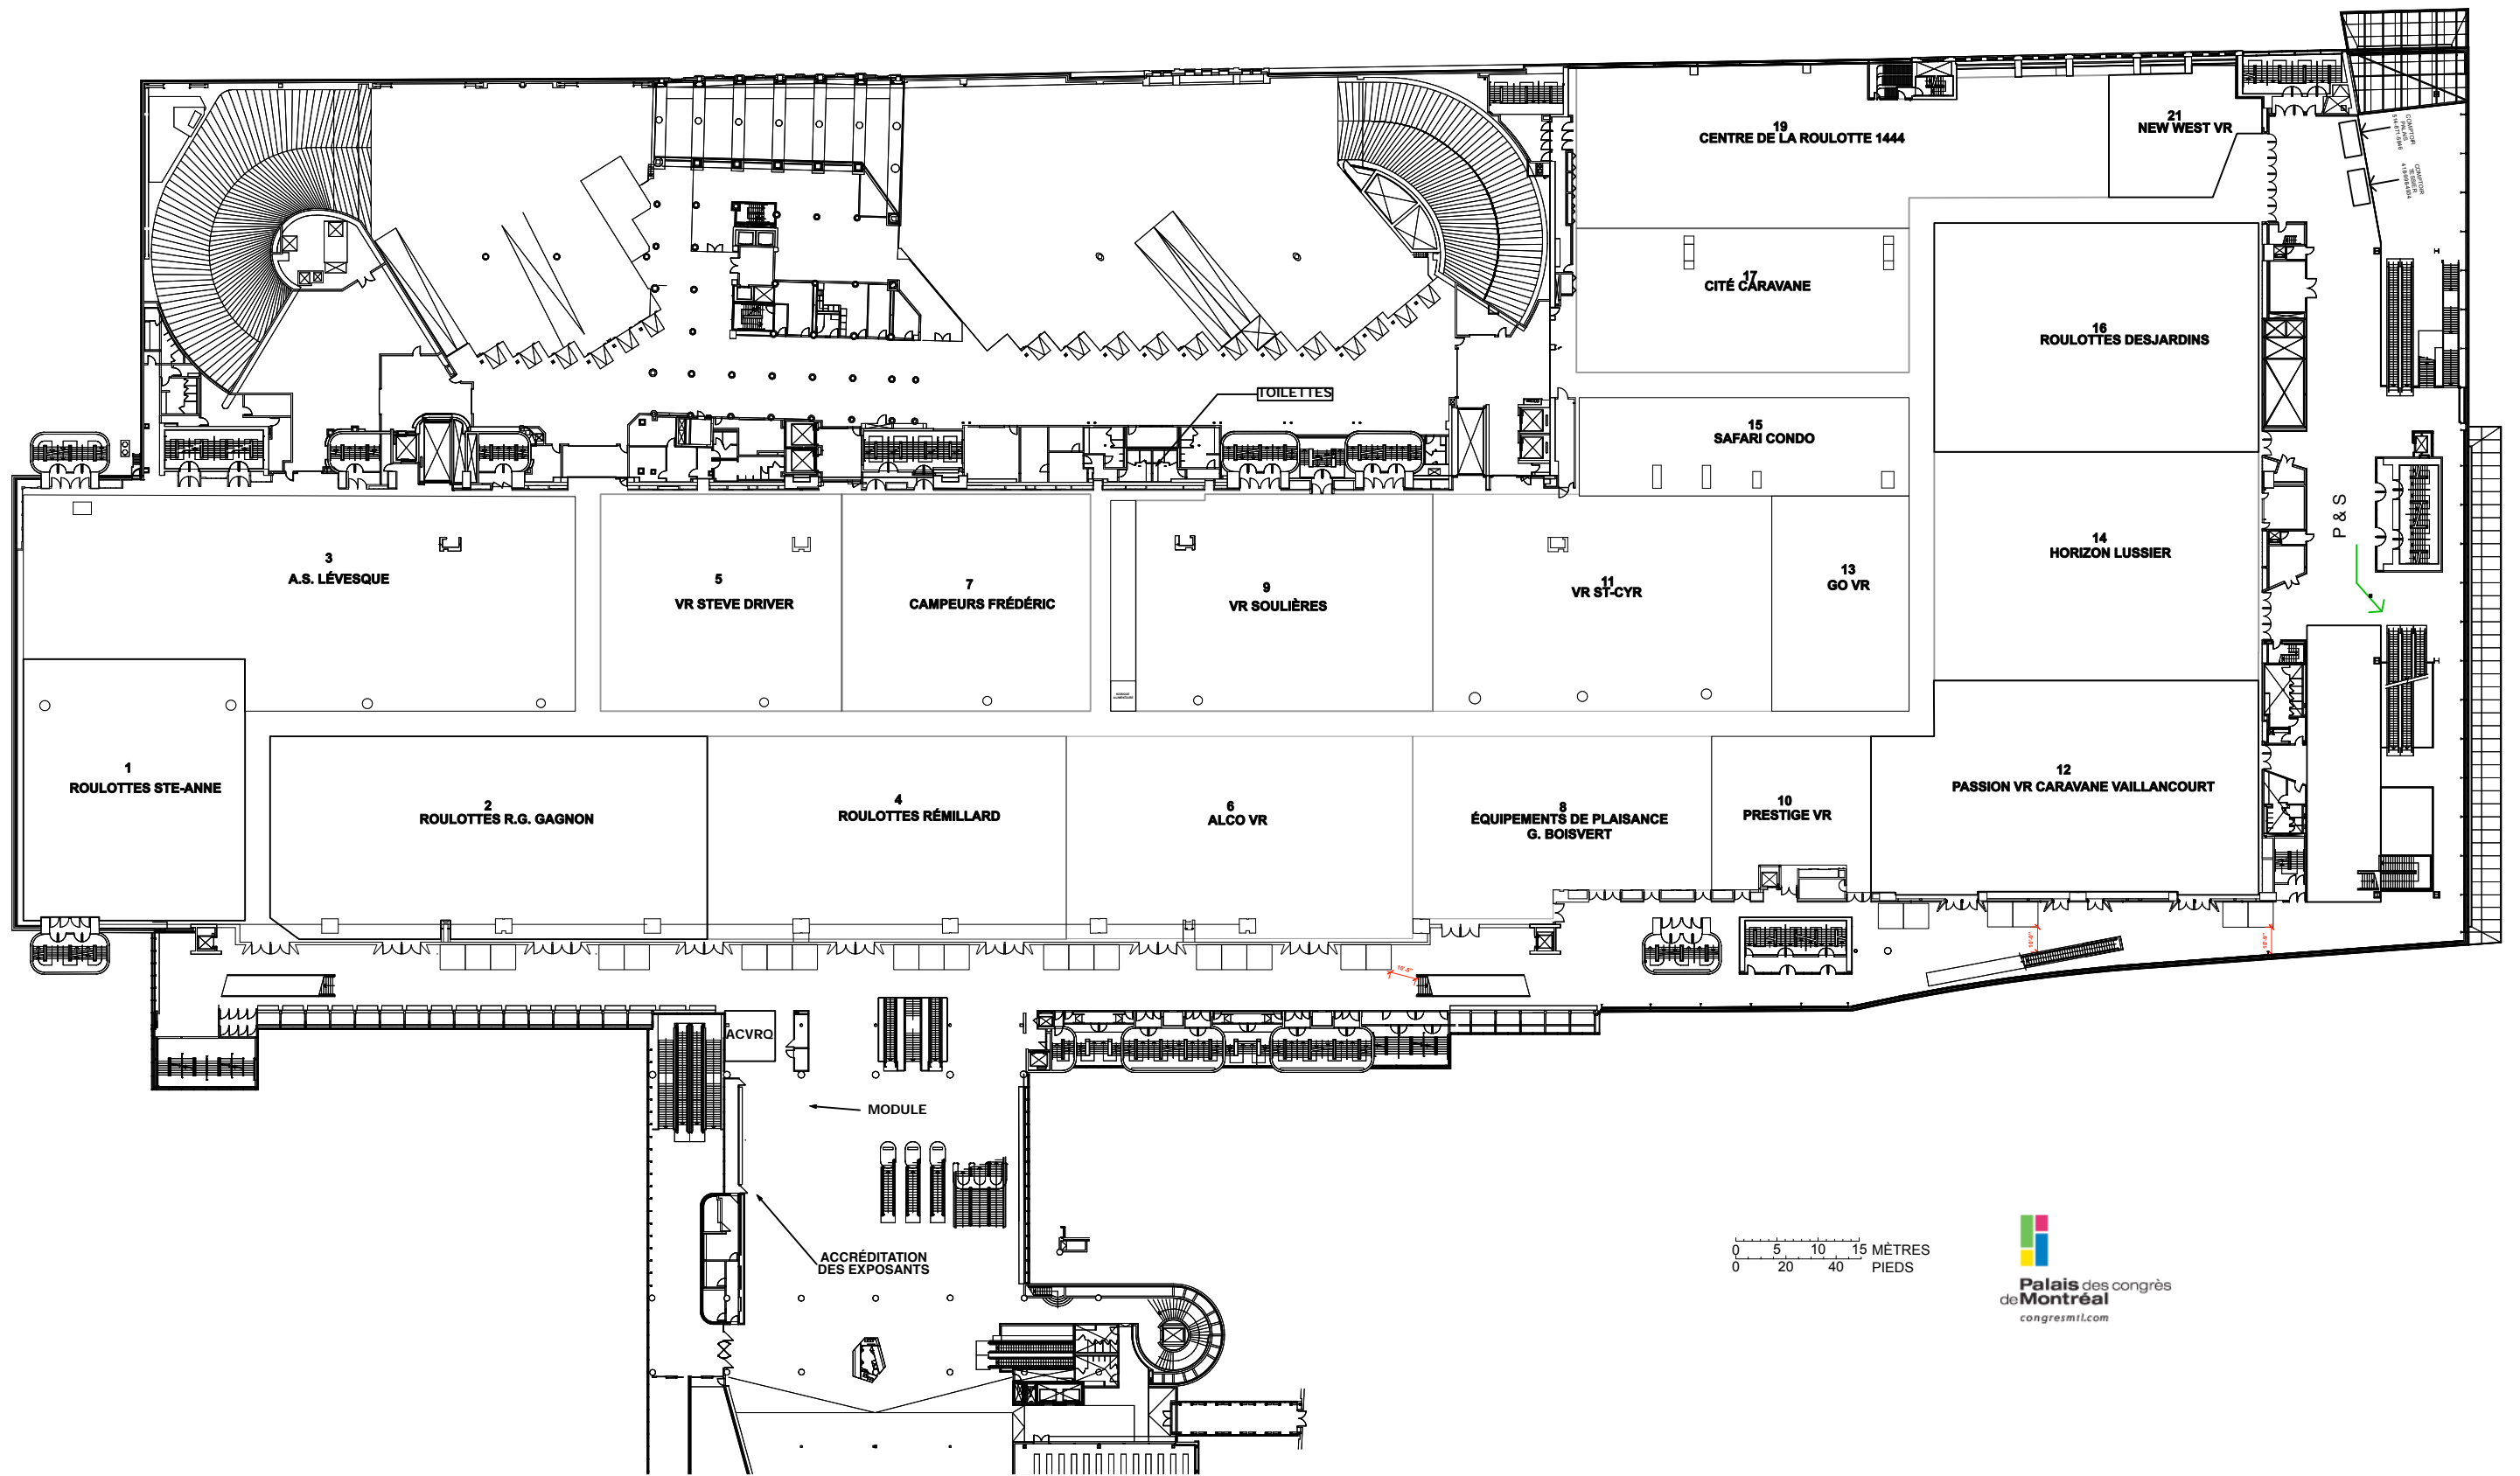 19
CENTRE DE LA ROULOTTE 1444
21
NEW WEST VR
COMPTOIR
PALAIS
COMPTOIR
TESSIER
17
CITÉ CARAVANE
16
ROULOTTES DESJARDINS
TOILETTES
15
SAFARI CONDO
P & S
3
A.S. LÉVESQUE
5
VR STEVE DRIVER
7
CAMPEURS FRÉDÉRIC
9
VR SOULIÈRES
11
VR ST-CYR
13
GO VR
14
HORIZON LUSSIER
1
ROULOTTES STE-ANNE
2
ROULOTTES R.G. GAGNON
4
ROULOTTES RÉMILLARD
6
ALCO VR
8
ÉQUIPEMENTS DE PLAISANCE
G. BOISVERT
10
PRESTIGE VR
12
PASSION VR CARAVANE VAILLANCOURT
ACVRQ
MODULE
ACCRÉDITATION
DES EXPOSANTS
0 5 10 15 MÈTRES
0 20 40 PIEDS
Palais des congrès
de Montréal
congresmtl.com